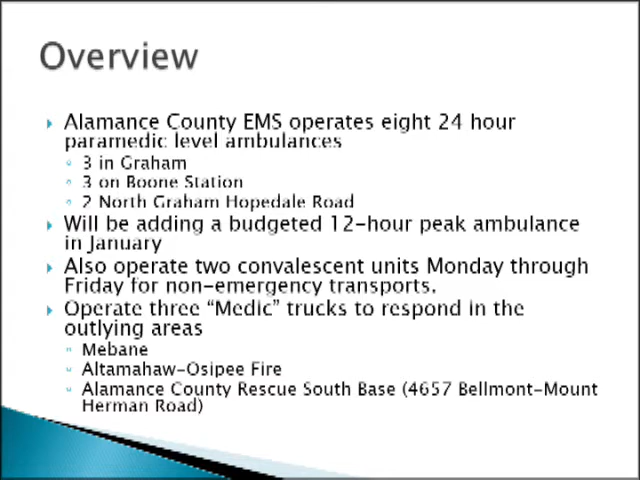 Overview
Alamance County EMS operates eight 24 hour
paramedic level ambulances
3 in Graham
3 on Boone Station
2 North Graham Hopedale Road
Will be adding a budgeted 12-hour peak ambulance
in January
Also operate two convalescent units Monday through
Friday for non-emergency transports.
Operate three “Medic” trucks to respond in the
outlying areas
Mebane
Altamahaw-Osipee Fire
Alamance County Rescue South Base (4657 Bellmont-Mount
Herman Road)